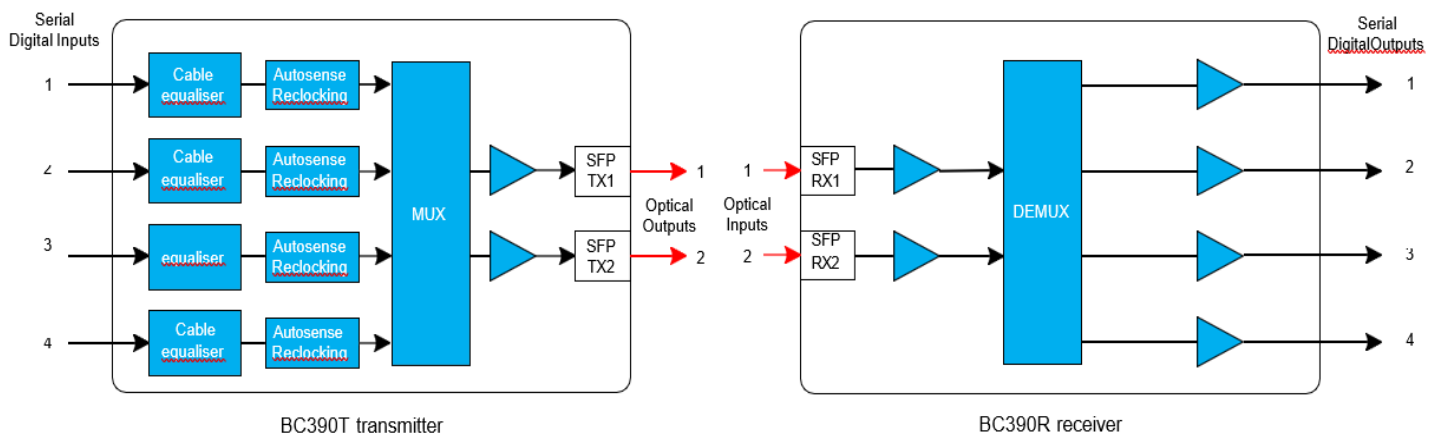 Serial
Digital Inputs
1
Cable
equaliser
Autosense
Reclocking
2
Cable
equaliser
Autosense
Reclocking
3
equaliser
Autosense
Reclocking
4
Cable
equaliser
Autosense
Reclocking
MUX
SFP
TX1
1
Optical
Outputs
SFP
TX2
2
BC390T transmitter
1
Optical
Inputs
2
SFP
RX1
SFP
RX2
DEMUX
Serial
DigitalOutputs
1
2
3
4
BC390R receiver